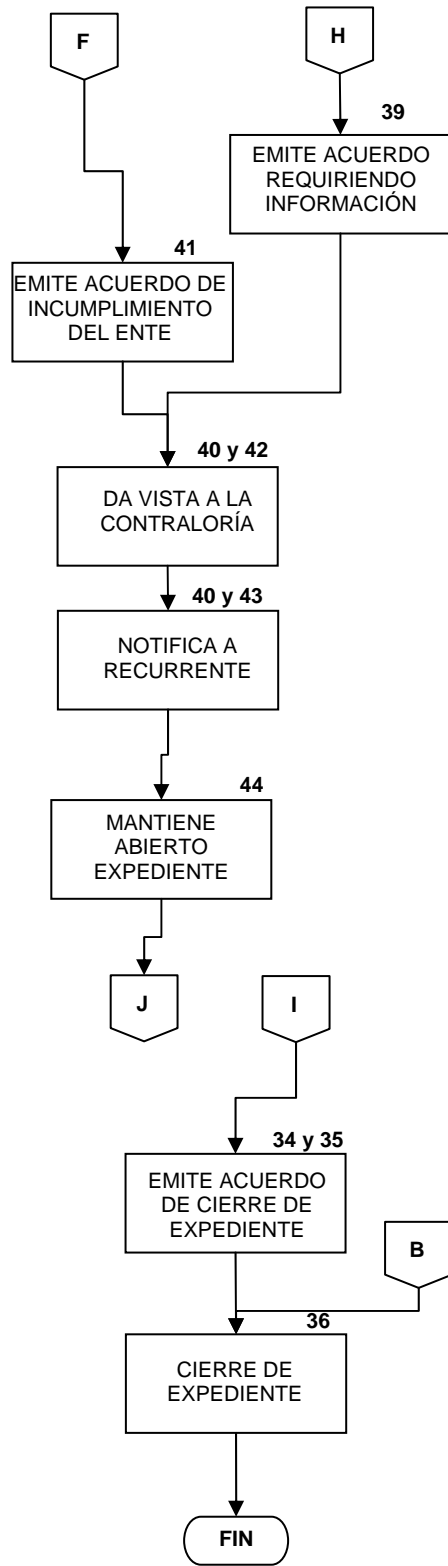 F
H
39
EMITE ACUERDO
REQUIRIENDO
INFORMACIÓN
41
EMITE ACUERDO DE
INCUMPLIMIENTO
DEL ENTE
40 y 42
DA VISTA A LA
CONTRALORÍA
40 y 43
NOTIFICA A
RECURRENTE
44
MANTIENE
ABIERTO
EXPEDIENTE
J
I
34 y 35
EMITE ACUERDO
DE CIERRE DE
EXPEDIENTE
B
36
CIERRE DE
EXPEDIENTE
FIN